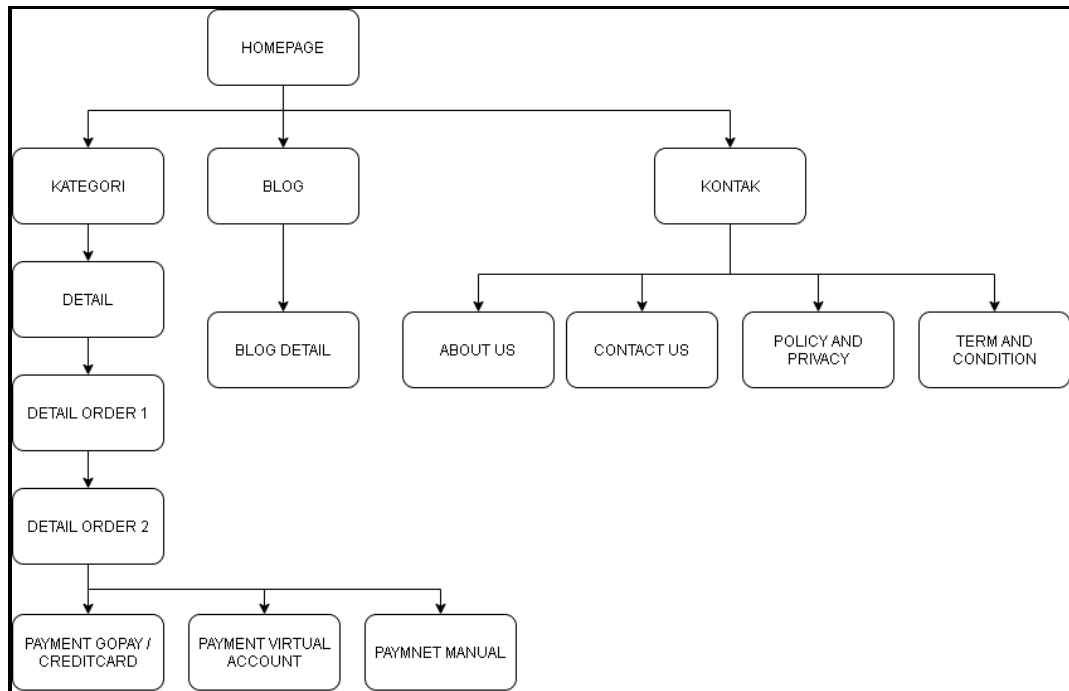 HOMEPAGE
KATEGORI
BLOG
KONTAK
DETAIL
BLOG DETAIL
ABOUT US
CONTACT US
POLICY AND
PRIVACY
TERM AND
CONDITION
DETAIL ORDER 1
DETAIL ORDER 2
PAYMENT GOPAY /
CREDITCARD
PAYMENT VIRTUAL
ACCOUNT
PAYMNET MANUAL